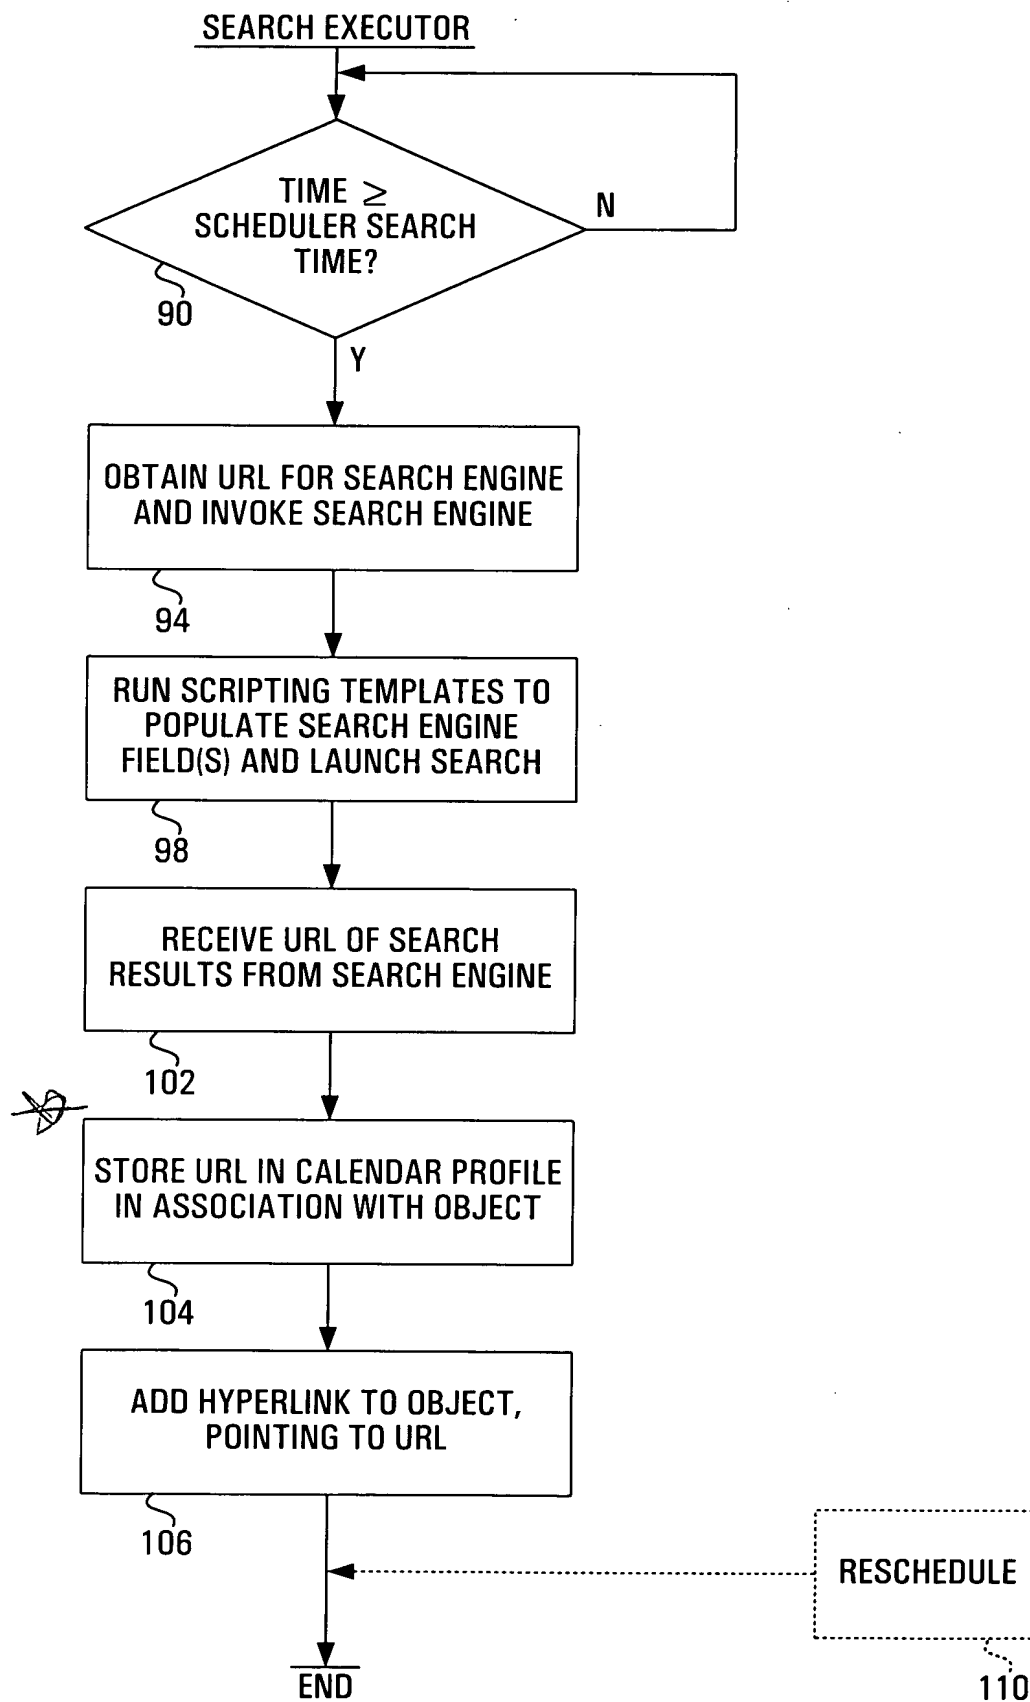 SEARCH EXECUTOR
TIME ≥
SCHEDULER SEARCH
TIME?
N
90
Y
OBTAIN URL FOR SEARCH ENGINE
AND INVOKE SEARCH ENGINE
94
RUN SCRIPTING TEMPLATES TO
POPULATE SEARCH ENGINE
FIELD(S) AND LAUNCH SEARCH
98
RECEIVE URL OF SEARCH
RESULTS FROM SEARCH ENGINE
102
STORE URL IN CALENDAR PROFILE
IN ASSOCIATION WITH OBJECT
104
ADD HYPERLINK TO OBJECT,
POINTING TO URL
106
RESCHEDULE
110
END